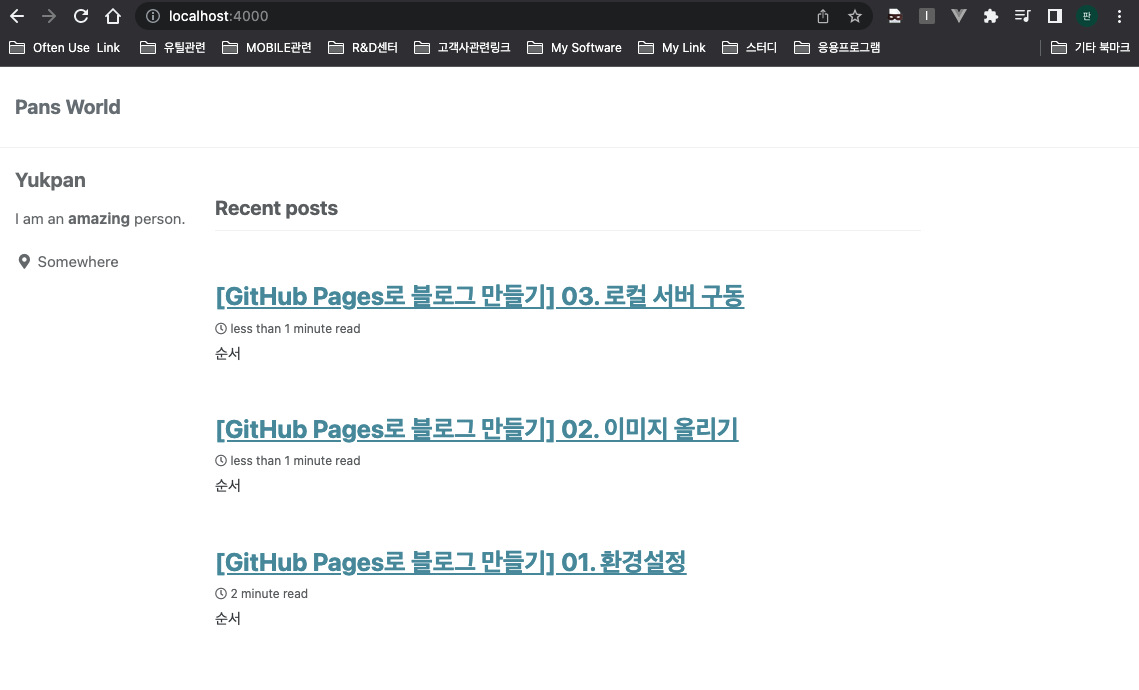 localhost:4000
I
판
Often Use Link
유틸관련
MOBILE관련
R&D센터
고객사관련링크
My Software
My Link
스터디
응용프로그램
기타 북마크
Pans World
Yukpan
I am an amazing person.
Somewhere
Recent posts
[GitHub Pages로 블로그 만들기] 03. 로컬 서버 구동
less than 1 minute read
순서
[GitHub Pages로 블로그 만들기] 02. 이미지 올리기
less than 1 minute read
순서
[GitHub Pages로 블로그 만들기] 01. 환경설정
2 minute read
순서